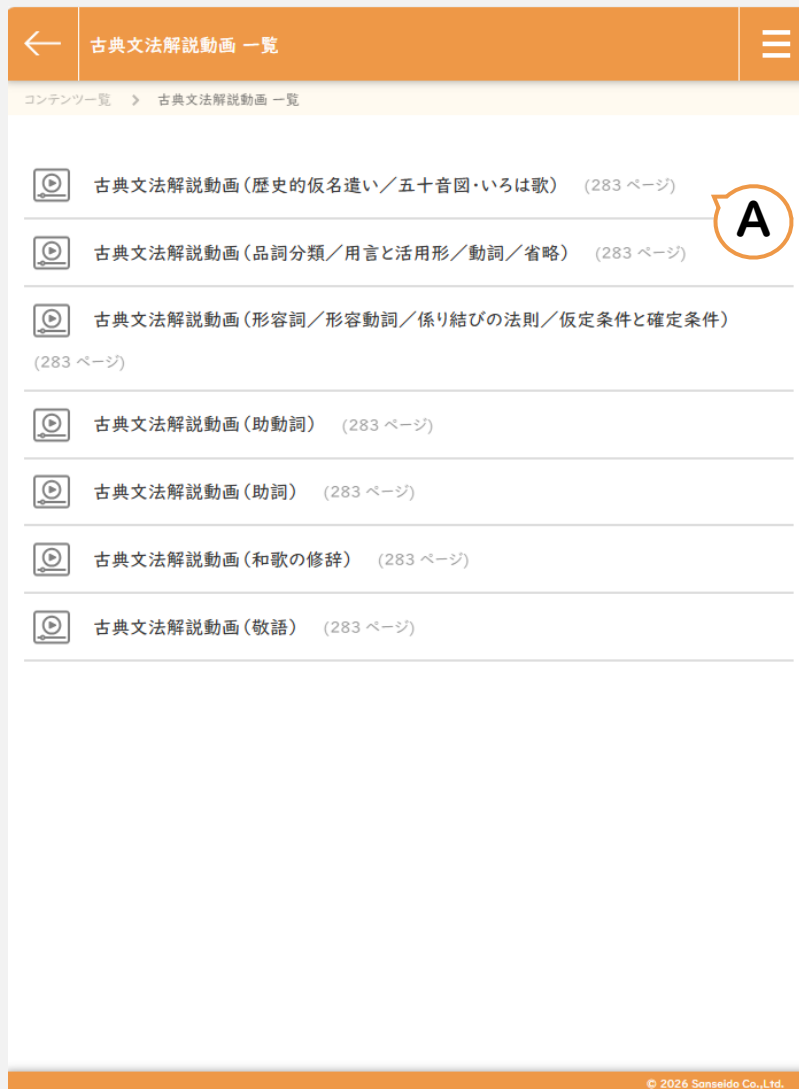 古典文法解説動画 一覧
コンテンツ一覧 > 古典文法解説動画 一覧
古典文法解説動画(歴史的仮名遣い/五十音図・いろは歌) (283 ページ)
A
古典文法解説動画(品詞分類/用言と活用形/動詞/省略) (283 ページ)
古典文法解説動画(形容詞/形容動詞/係り結びの法則/仮定条件と確定条件)
(283 ページ)
古典文法解説動画(助動詞) (283 ページ)
古典文法解説動画(助詞) (283 ページ)
古典文法解説動画(和歌の修辞) (283 ページ)
古典文法解説動画(敬語) (283 ページ)
© 2026 Sanseido Co.,Ltd.